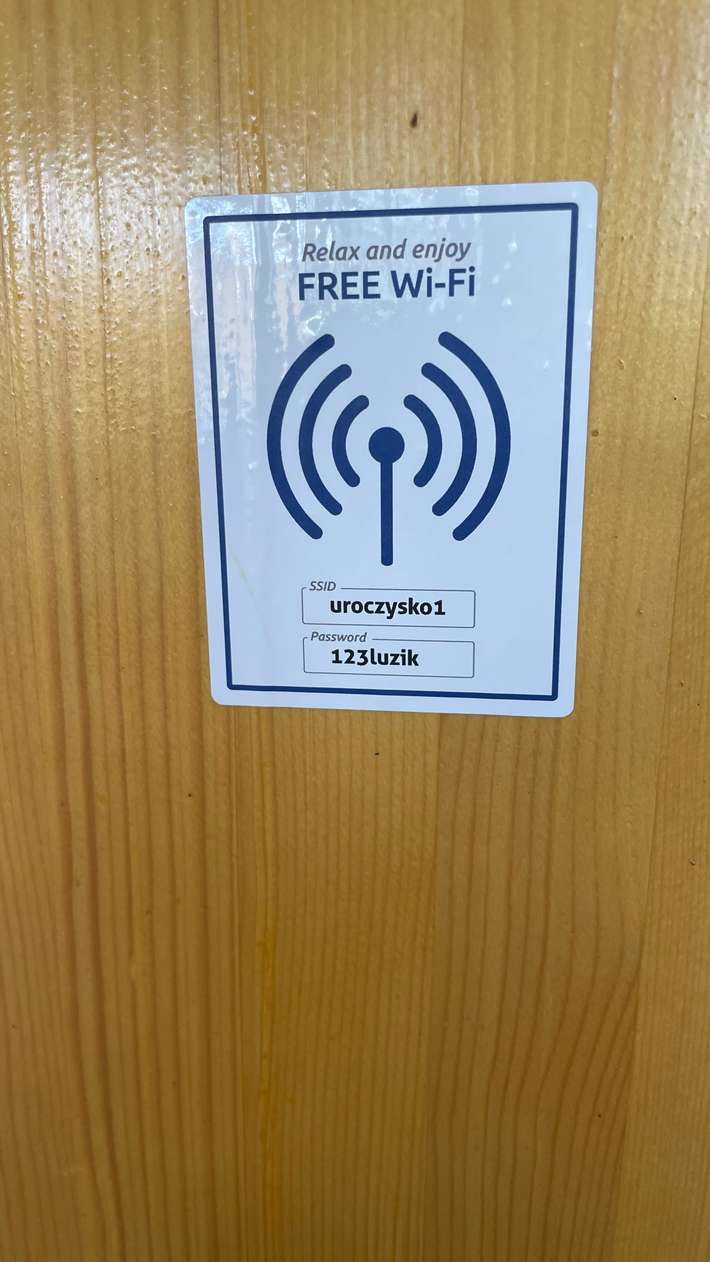 Relax and enjoy
FREE Wi-Fi
SSID
uroczysko1
Password
123luzik